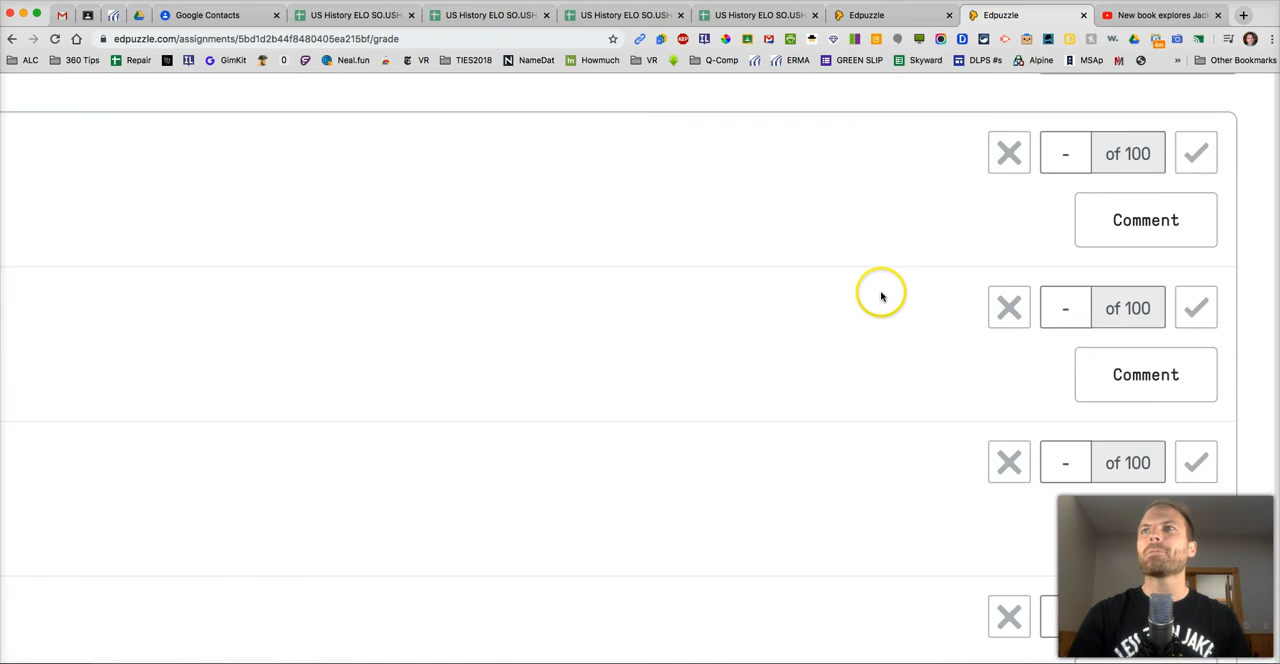 Google Contacts
US History ELO SO.USH
US History ELO SO.USH
US History ELO SO.USH
US History ELO SO.USH
Edpuzzle
Edpuzzle
New book explores Jack
edpuzzle.com/assignments/5bd1d2b44f8480405ea215bf/grade
ALC
360 Tips
Repair
GimKit
0
Neal.fun
VR
TIES2018
NameDat
Howmuch
VR
Q-Comp
ERMA
GREEN SLIP
Skyward
DLPS #s
Alpine
MSAp
»
Other Bookmarks
- of 100
Comment
- of 100
Comment
- of 100
LESS JAKE